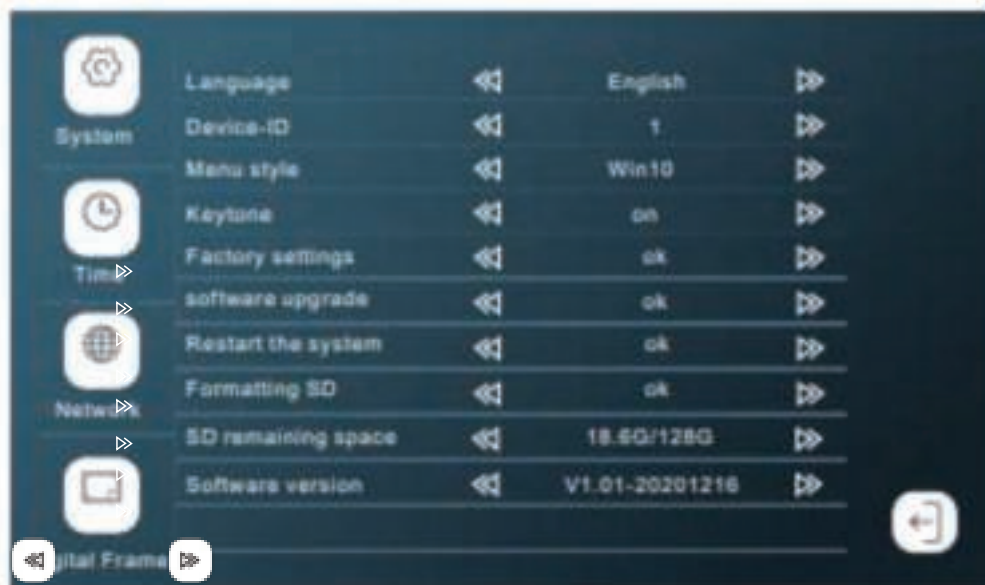 System
Time
Network
gital Frame
Language English
Device-ID 1
Menu style Win10
Keytone on
Factory settings ok
software upgrade ok
Restart the system ok
Formatting SD ok
SD remaining space 18.6G/128G
Software version V1.01-20201216